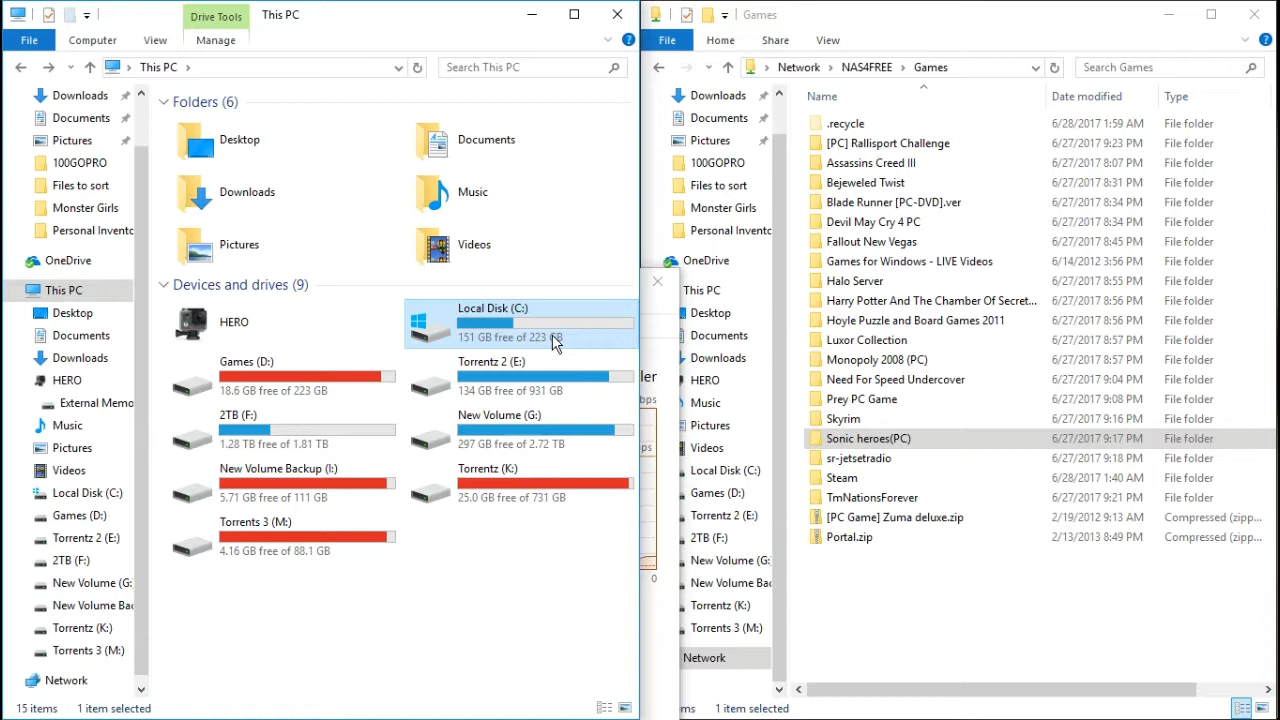 Drive Tools
This PC
File
Computer
View
Manage
This PC
Search This PC
Downloads
Documents
Pictures
100GOPRO
Files to sort
Monster Girls
Personal Invento
OneDrive
This PC
Desktop
Documents
Downloads
HERO
External Memo
Music
Pictures
Videos
Local Disk (C:)
Games (D:)
Torrentz 2 (E:)
2TB (F:)
New Volume (G:
New Volume Bac
Torrentz (K:)
Torrents 3 (M:)
Network
Folders (6)
Desktop
Documents
Downloads
Music
Pictures
Videos
Devices and drives (9)
HERO
Local Disk (C:)
151 GB free of 223 GB
Games (D:)
18.6 GB free of 223 GB
Torrentz 2 (E:)
134 GB free of 931 GB
2TB (F:)
1.28 TB free of 1.81 TB
New Volume (G:)
297 GB free of 2.72 TB
New Volume Backup (I:)
5.71 GB free of 111 GB
Torrentz (K:)
25.0 GB free of 731 GB
Torrents 3 (M:)
4.16 GB free of 88.1 GB
15 items
1 item selected
ler
bps
ps
0
Games
File
Home
Share
View
Network
NAS4FREE
Games
Search Games
Downloads
Documents
Pictures
100GOPRO
Files to sort
Monster Girls
Personal Invento
OneDrive
his PC
Desktop
Documents
Downloads
HERO
Music
Pictures
Videos
Local Disk (C:)
Games (D:)
Torrentz 2 (E:)
2TB (F:)
New Volume (G:
New Volume Ba
Torrentz (K:)
Torrents 3 (M:)
Network
Name Date modified Type
.recycle 6/28/2017 1:59 AM File folder
[PC] Rallisport Challenge 6/27/2017 9:23 PM File folder
Assassins Creed III 6/27/2017 8:07 PM File folder
Bejeweled Twist 6/27/2017 8:31 PM File folder
Blade Runner [PC-DVD].ver 6/27/2017 8:34 PM File folder
Devil May Cry 4 PC 6/27/2017 8:34 PM File folder
Fallout New Vegas 6/27/2017 8:45 PM File folder
Games for Windows - LIVE Videos 6/14/2012 3:56 PM File folder
Halo Server 6/27/2017 8:55 PM File folder
Harry Potter And The Chamber Of Secret... 6/27/2017 8:55 PM File folder
Hoyle Puzzle and Board Games 2011 6/27/2017 8:55 PM File folder
Luxor Collection 6/27/2017 8:58 PM File folder
Monopoly 2008 (PC) 6/27/2017 8:59 PM File folder
Need For Speed Undercover 6/27/2017 9:04 PM File folder
Prey PC Game 6/27/2017 9:08 PM File folder
Skyrim 6/27/2017 9:16 PM File folder
Sonic heroes(PC) 6/27/2017 9:17 PM File folder
sr-jetsetradio 6/27/2017 9:18 PM File folder
Steam 6/28/2017 1:40 AM File folder
TmNationsForever 6/27/2017 9:21 PM File folder
[PC Game] Zuma deluxe.zip 2/19/2012 9:13 AM Compressed (zipp...
Portal.zip 2/13/2013 8:49 PM Compressed (zipp...
ms
1 item selected